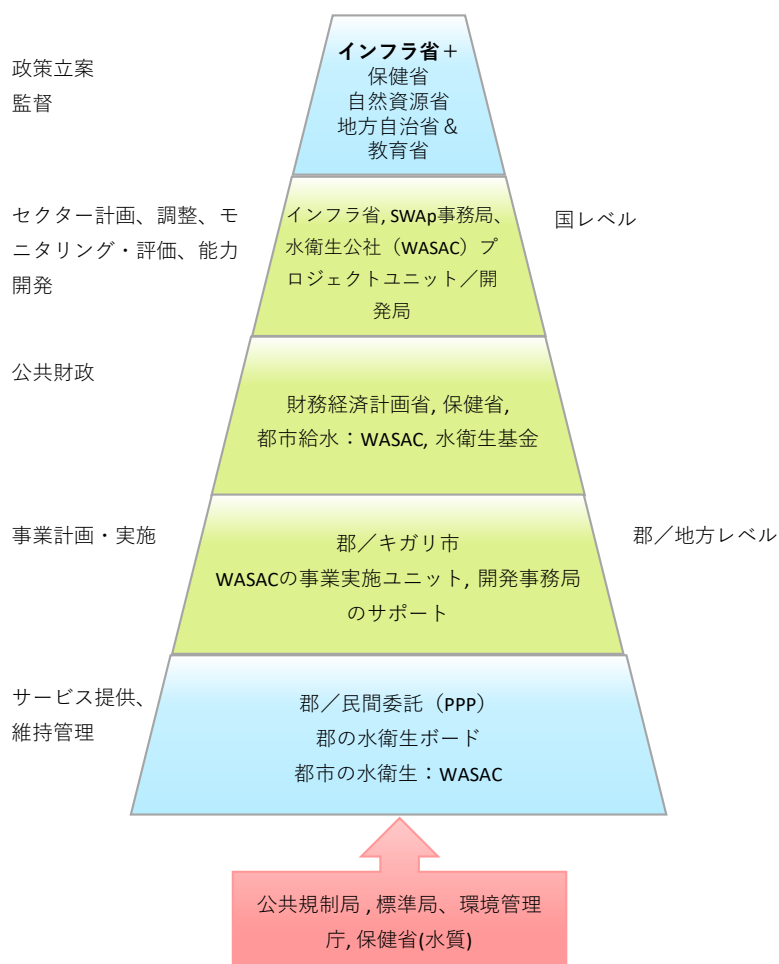 政策立案
監督
インフラ省+
保健省
自然資源省
地方自治省&
教育省
セクター計画、調整、モ
ニタリング・評価、能力
開発
インフラ省, SWAp事務局、
水衛生公社（WASAC）プ
ロジェクトユニット／開
発局
国レベル
公共財政
財務経済計画省, 保健省,
都市給水：WASAC, 水衛生基金
事業計画・実施
郡／キガリ市
WASACの事業実施ユニット, 開発事務局
のサポート
郡／地方レベル
サービス提供、
維持管理
郡／民間委託（PPP）
郡の水衛生ボード
都市の水衛生：WASAC
公共規制局 , 標準局、環境管理
庁, 保健省(水質)